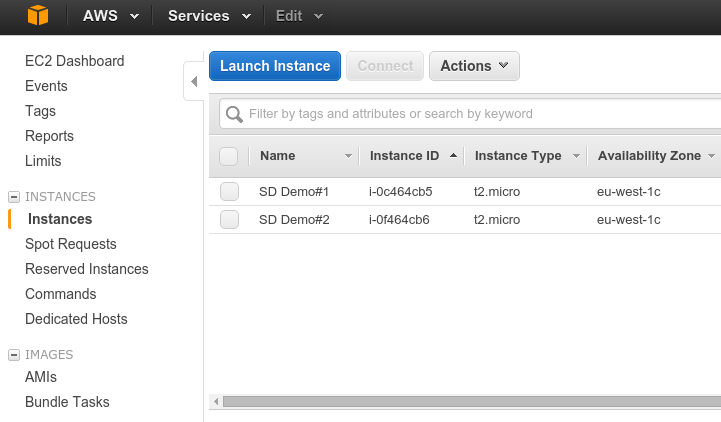 AWS Services Edit
EC2 Dashboard
Events
Tags
Reports
Limits
INSTANCES
Instances
Spot Requests
Reserved Instances
Commands
Dedicated Hosts
IMAGES
AMIs
Bundle Tasks
Launch Instance Connect Actions
Filter by tags and attributes or search by keyword
Name Instance ID Instance Type Availability Zone
SD Demo#1 i-0c464cb5 t2.micro eu-west-1c
SD Demo#2 i-0f464cb6 t2.micro eu-west-1c